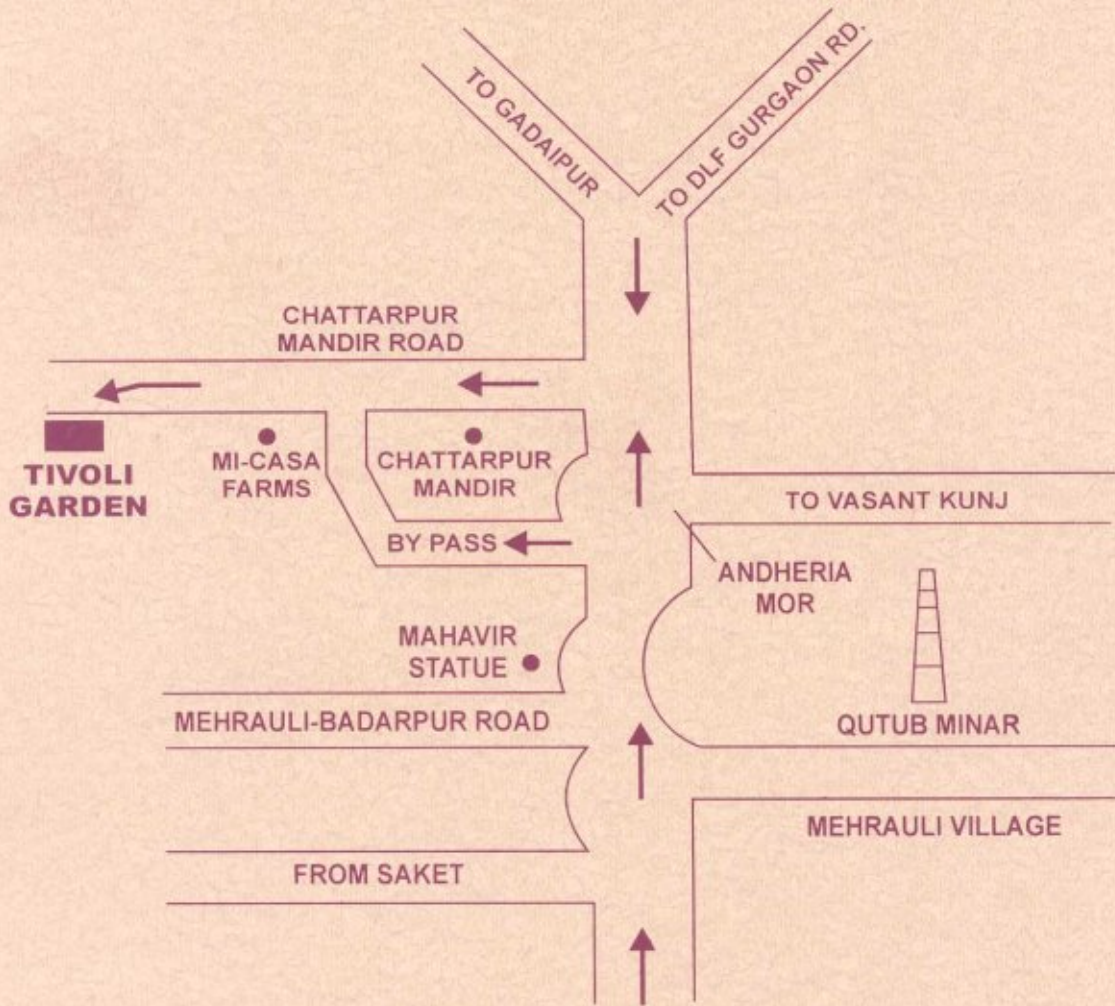 TO GADAIPUR
TO DLF GURGAON RD.
CHATTARPUR
MANDIR ROAD
TIVOLI
GARDEN
MI-CASA
FARMS
CHATTARPUR
MANDIR
TO VASANT KUNJ
BY PASS
ANDHERIA
MOR
MAHAVIR
STATUE
MEHRAULI-BADARPUR ROAD
QUTUB MINAR
MEHRAULI VILLAGE
FROM SAKET